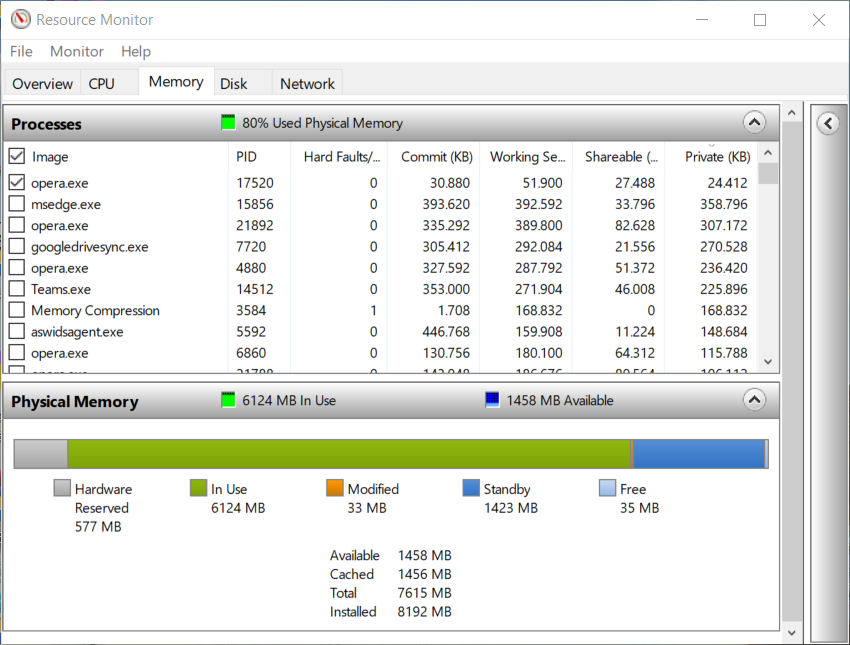 Resource Monitor
File Monitor Help
Overview CPU Memory Disk Network
Processes 80% Used Physical Memory
Image PID Hard Faults/... Commit (KB) Working Se... Shareable (... Private (KB)
opera.exe 17520 0 30.880 51.900 27.488 24.412
msedge.exe 15856 0 393.620 392.592 33.796 358.796
opera.exe 21892 0 335.292 389.800 82.628 307.172
googledrivesync.exe 7720 0 305.412 292.084 21.556 270.528
opera.exe 4880 0 327.592 287.792 51.372 236.420
Teams.exe 14512 0 353.000 271.904 46.008 225.896
Memory Compression 3584 1 1.708 168.832 0 168.832
aswidsagent.exe 5592 0 446.768 159.908 11.224 148.684
opera.exe 6860 0 130.756 180.100 64.312 115.788
Physical Memory 6124 MB In Use 1458 MB Available
Hardware Reserved 577 MB
In Use 6124 MB
Modified 33 MB
Standby 1423 MB
Free 35 MB
Available 1458 MB
Cached 1456 MB
Total 7615 MB
Installed 8192 MB